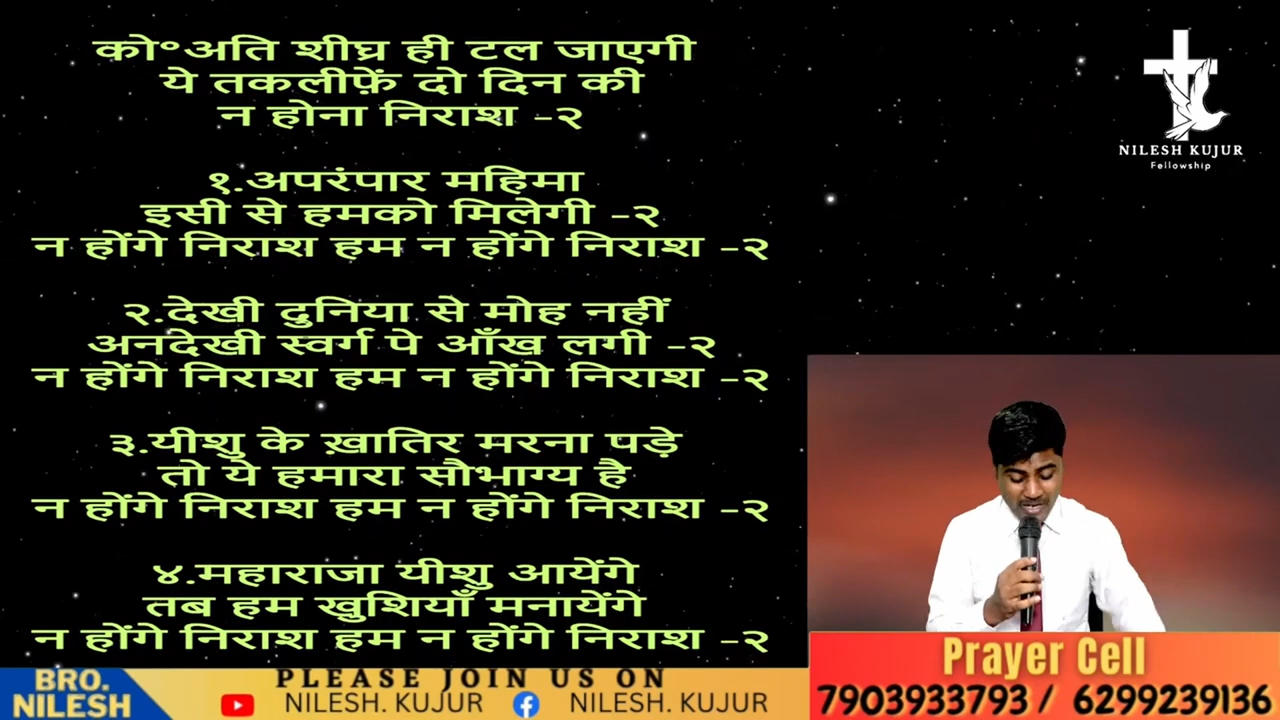 को°अति शीघ्र ही टल जाएगी
ये तकलीफ़ें दो दिन की
न होना निराश -२
१.अपरंपार महिमा
इसी से हमको मिलेगी -२
न होंगे निराश हम न होंगे निराश -२
२.देखी दुनिया से मोह नहीं
अनदेखी स्वर्ग पे आँख लगी -२
न होंगे निराश हम न होंगे निराश -२
३.यीशु के ख़ातिर मरना पड़े
तो ये हमारा सौभाग्य है
न होंगे निराश हम न होंगे निराश -२
४.महाराजा यीशु आयेंगे
तब हम खुशियाँ मनायेंगे
न होंगे निराश हम न होंगे निराश -२
NILESH KUJUR
Fellowship
Prayer Cell
7903933793 / 6299239136
BRO.
NILESH
PLEASE JOIN US ON
NILESH. KUJUR
NILESH. KUJUR